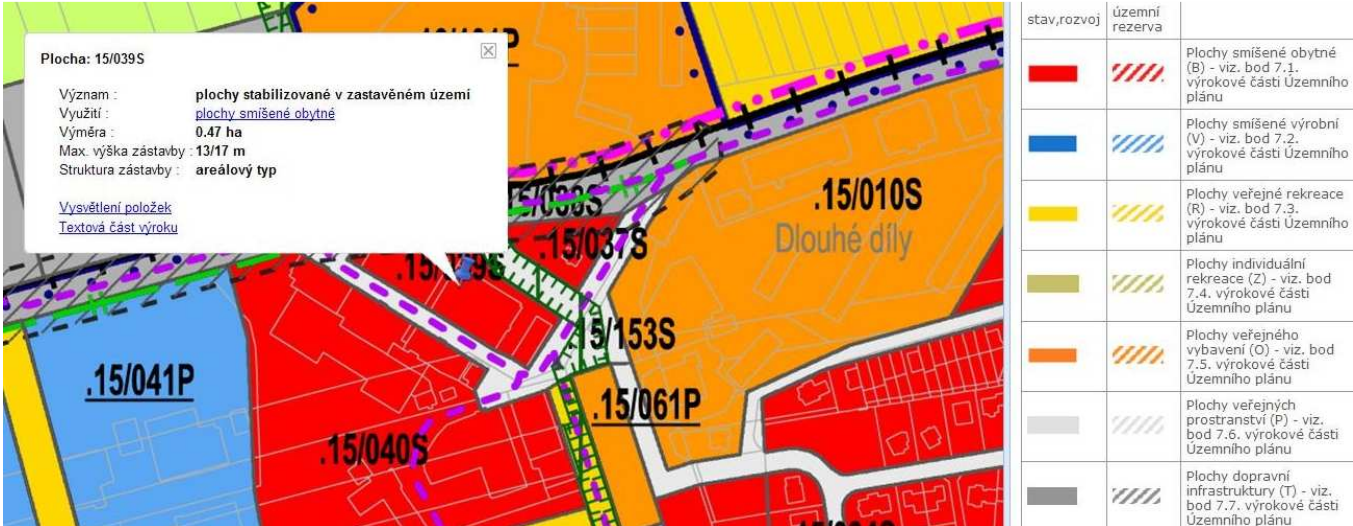 Plocha: 15/039S
Význam : plochy stabilizované v zastavěném území
Využití : plochy smíšené obytné
Výměra : 0.47 ha
Max. výška zástavby : 13/17 m
Struktura zástavby : areálový typ
Vysvětlení položek
Textová část výroku
.15/010S
Dlouhé díly
.15/037S
15/153S
.15/041P
.15/061P
.15/040S
stav,rozvoj
územní
rezerva
Plochy smíšené obytné
(B) - viz. bod 7.1.
výrokové části Územního
plánu
Plochy smíšené výrobní
(V) - viz. bod 7.2.
výrokové části Územního
plánu
Plochy veřejné rekreace
(R) - viz. bod 7.3.
výrokové části Územního
plánu
Plochy individuální
rekreace (Z) - viz. bod
7.4. výrokové části
Územního plánu
Plochy veřejného
vybavení (O) - viz. bod
7.5. výrokové části
Územního plánu
Plochy veřejných
prostranství (P) - viz.
bod 7.6. výrokové části
Územního plánu
Plochy dopravní
infrastruktury (T) - viz.
bod 7.7. výrokové části
Územního plánu